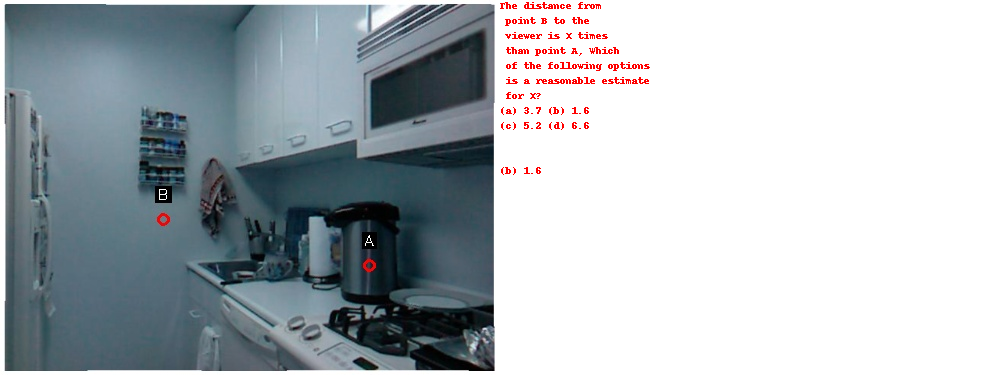 The distance from
point B to the
viewer is X times
than point A, Which
of the following options
is a reasonable estimate
for X?
(a) 3.7 (b) 1.6
(c) 5.2 (d) 6.6
(b) 1.6
B
A